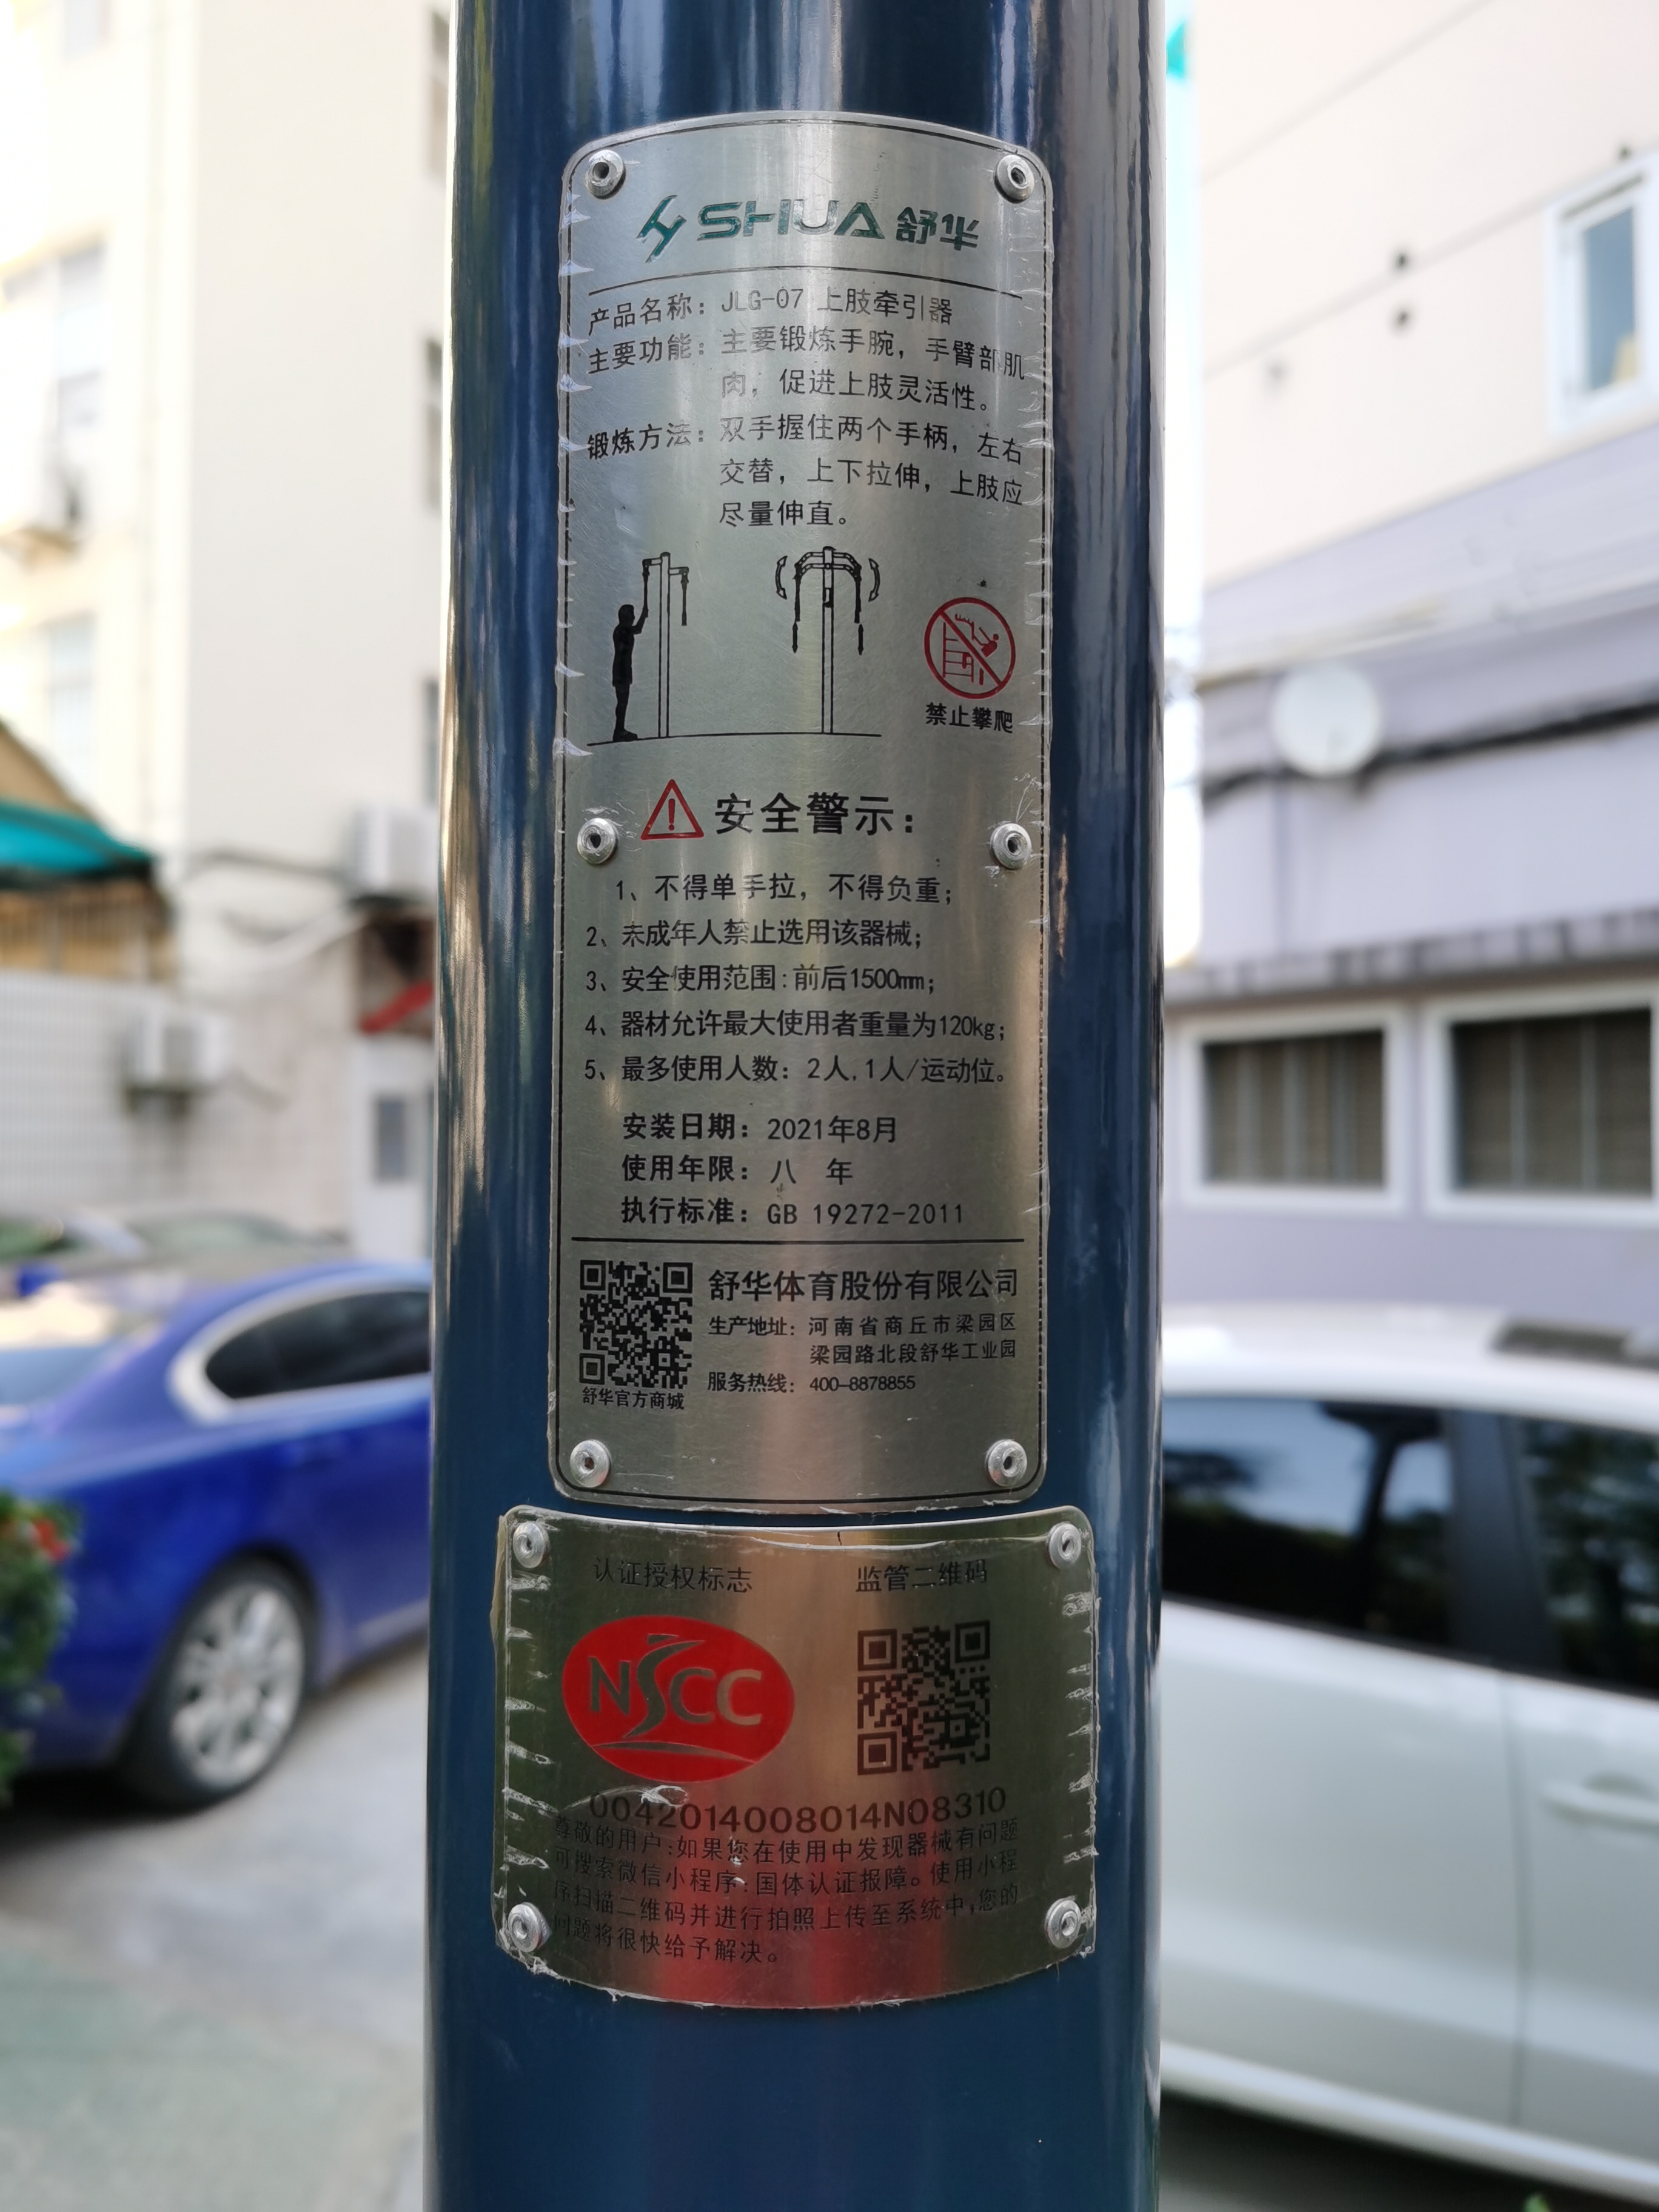 SHUA 舒华
产品名称：JLG-07 上肢牵引器
主要功能：主要锻炼手腕，手臂部肌
肉，促进上肢灵活性。
锻炼方法：双手握住两个手柄，左右
交替，上下拉伸，上肢应
尽量伸直。
禁止攀爬
安全警示：
1、不得单手拉，不得负重；
2、未成年人禁止选用该器械；
3、安全使用范围：前后1500mm；
4、器材允许最大使用者重量为120kg；
5、最多使用人数：2人，1人/运动位。
安装日期：2021年8月
使用年限：八 年
执行标准：GB 19272-2011
舒华体育股份有限公司
生产地址：河南省商丘市梁园区
梁园路北段舒华工业园
服务热线：400-8878855
舒华官方商城
认证授权标志 监管二维码
NSCC
0042014008014N08310
尊敬的用户：如果您在使用中发现器械有问题
可搜索微信小程序：国体认证报障。使用小程
序扫描二维码并进行拍照上传至系统中，您的
问题将很快给予解决。